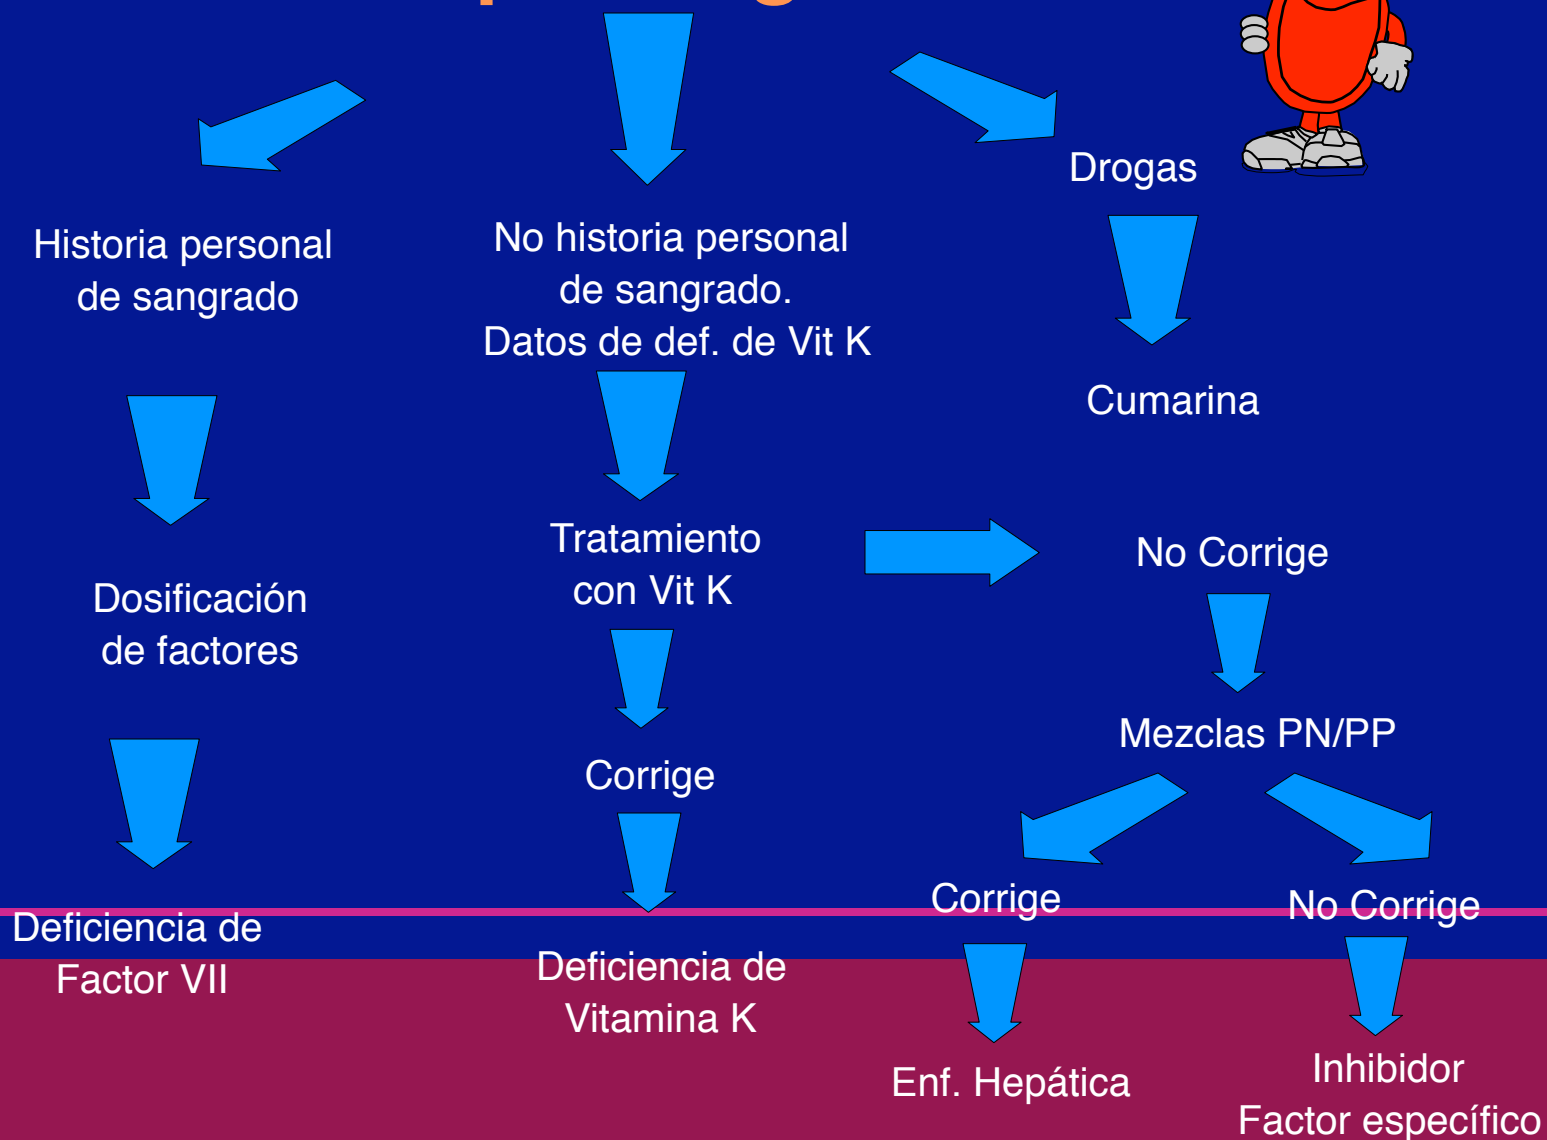 Drogas
Historia personal
de sangrado
No historia personal
de sangrado.
Datos de def. de Vit K
Cumarina
Tratamiento
con Vit K
No Corrige
Dosificación
de factores
Mezclas PN/PP
Corrige
Corrige
No Corrige
Deficiencia de
Factor VII
Deficiencia de
Vitamina K
Enf. Hepática
Inhibidor
Factor específico